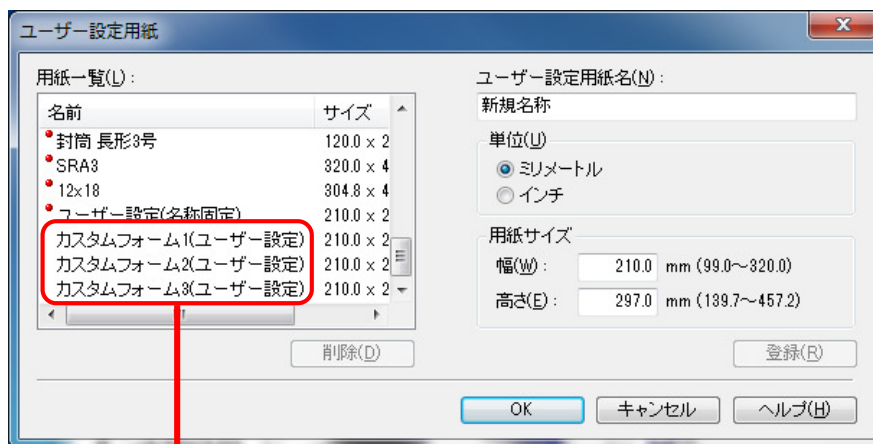 ユーザー設定用紙
用紙一覧(L):
名前 サイズ
封筒 長形3号 120.0 x 2
SRA3 320.0 x 4
12x18 304.8 x 4
ユーザー設定(名称固定) 210.0 x 2
カスタムフォーム1(ユーザー設定) 210.0 x 2
カスタムフォーム2(ユーザー設定) 210.0 x 2
カスタムフォーム3(ユーザー設定) 210.0 x 2
削除(D)
ユーザー設定用紙名(N):
新規名称
単位(U)
ミリメートル
インチ
用紙サイズ
幅(W): 210.0 mm (99.0～320.0)
高さ(E): 297.0 mm (139.7～457.2)
登録(R)
OK キャンセル ヘルプ(H)